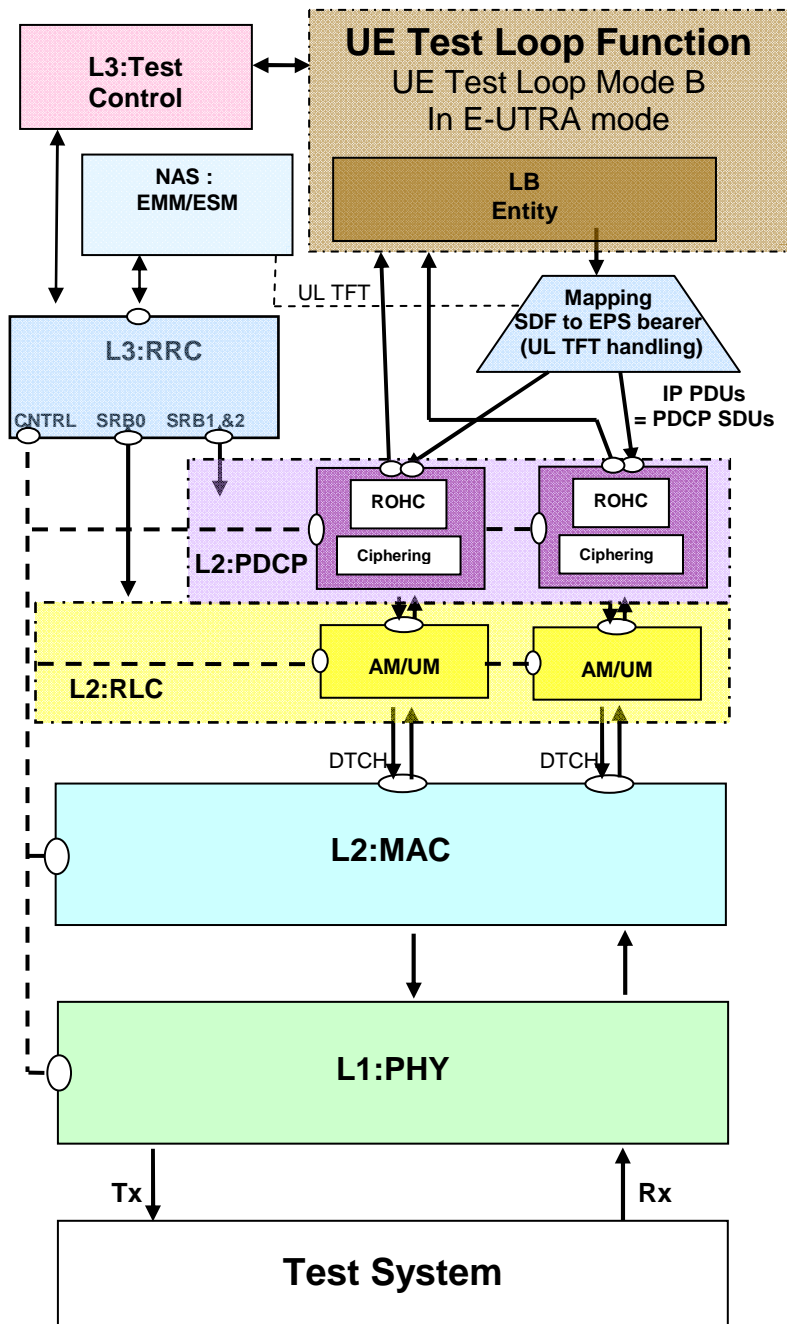 UE Test Loop Function
UE Test Loop Mode B
In E-UTRA mode
L3:Test
Control
NAS :
EMM/ESM
LB
Entity
UL TFT
Mapping
SDF to EPS bearer
(UL TFT handling)
L3:RRC
CNTRL SRB0 SRB1 ,&2
IP PDUs
= PDCP SDUs
ROHC
Ciphering
ROHC
Ciphering
L2:PDCP
AM/UM
AM/UM
L2:RLC
DTCH
DTCH
L2:MAC
L1:PHY
Tx
Rx
Test System